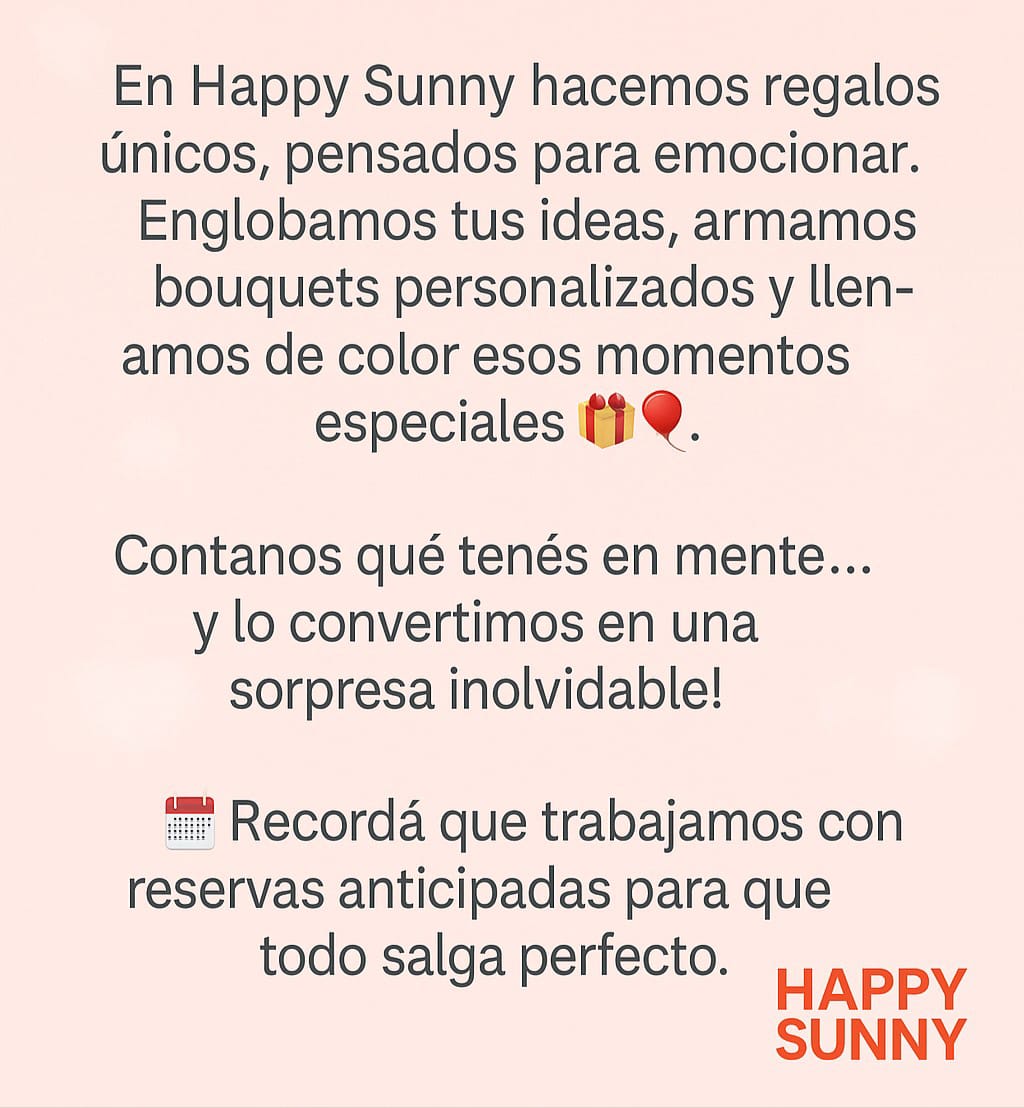 En Happy Sunny hacemos regalos
únicos, pensados para emocionar.
Englobamos tus ideas, armamos
bouquets personalizados y llen-
amos de color esos momentos
especiales 🎁🎈.
Contanos qué tenés en mente...
y lo convertimos en una
sorpresa inolvidable!
📅 Recordá que trabajamos con
reservas anticipadas para que
todo salga perfecto.
HAPPY
SUNNY